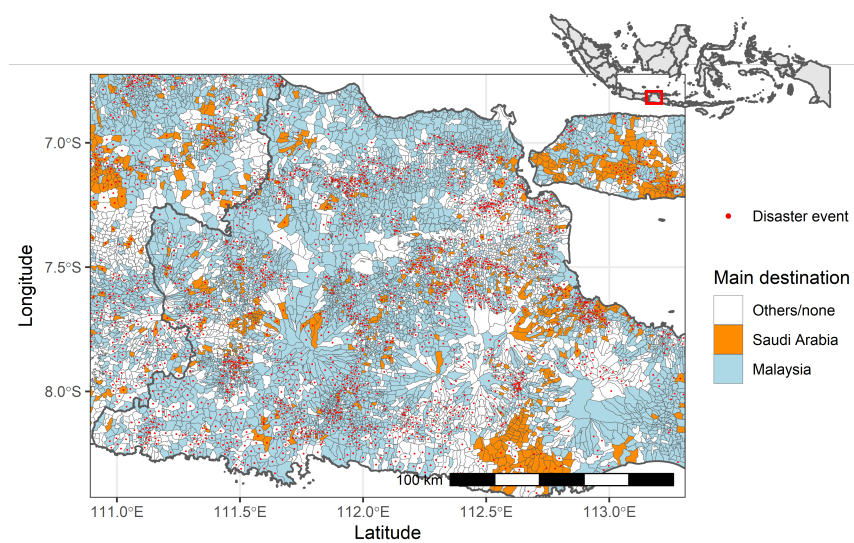 7.0°S
7.5°S
8.0°S
Longitude
Disaster event
Main destination
Others/none
Saudi Arabia
Malaysia
100 km
111.0°E
111.5°E
112.0°E
112.5°E
113.0°E
Latitude